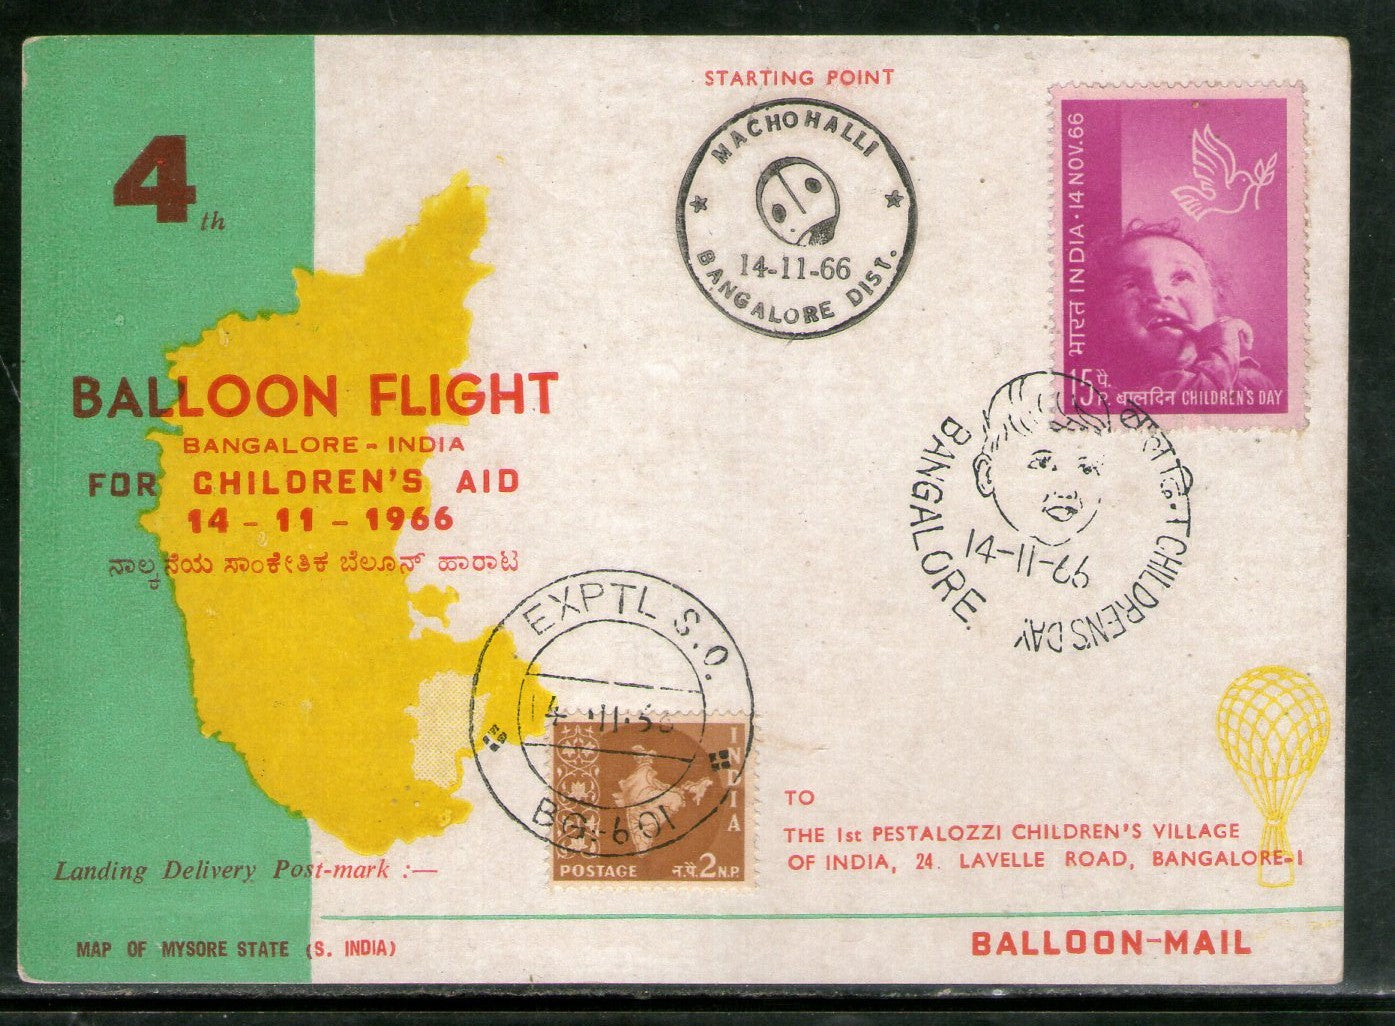 STARTING POINT
MACHOHALLI
14-11-66
BANGALORE DIST.
भारत INDIA · 14 NOV. 66
15 पै.
P. बालदिन CHILDREN'S DAY
4th
BALLOON FLIGHT
BANGALORE - INDIA
FOR CHILDREN'S AID
14 - 11 - 1966
ನಾಲ್ಕನೆಯ ಸಾಂಕೇತಿಕ ಬೆಲೂನ್ ಹಾರಾಟ
BANGALORE.
14-11-66
CHILDREN'S DAY
EXPTL S.O.
INDIA
POSTAGE न.पै. 2 N.P.
TO
THE 1st PESTALOZZI CHILDREN'S VILLAGE
OF INDIA, 24. LAVELLE ROAD, BANGALORE-1
Landing Delivery Post-mark :—
MAP OF MYSORE STATE (S. INDIA)
BALLOON-MAIL